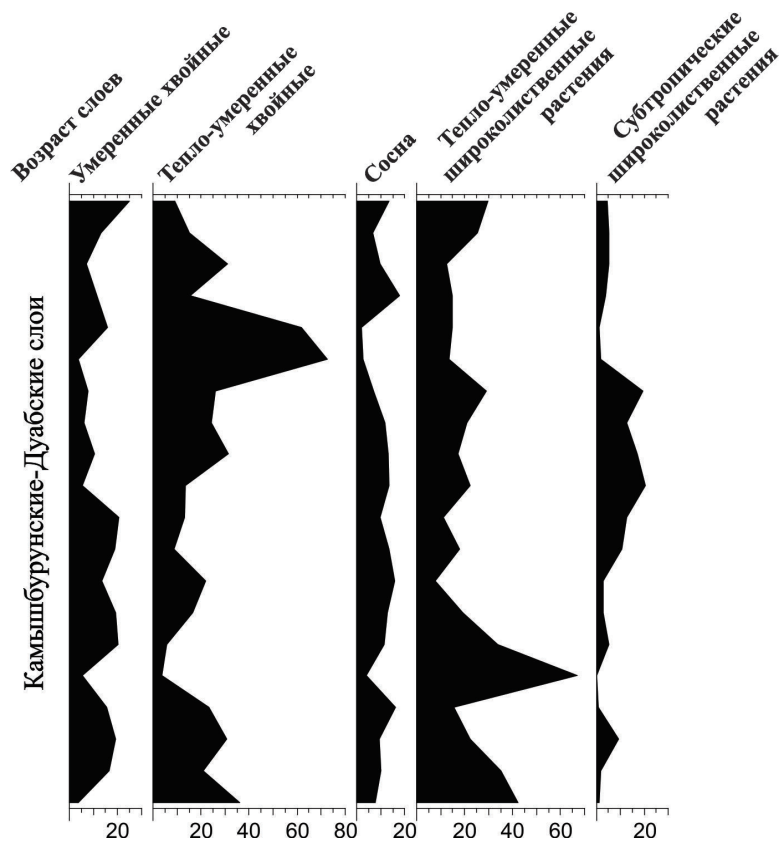 Возраст слоев
Умеренные хвойные
Тепло-умеренные
хвойные
Сосна
Тепло-умеренные
широколиственные
растения
Субтропические
широколиственные
растения
Камышбурунские-Дуабские слои
20
20 40 60 80
20
20 40 60
20